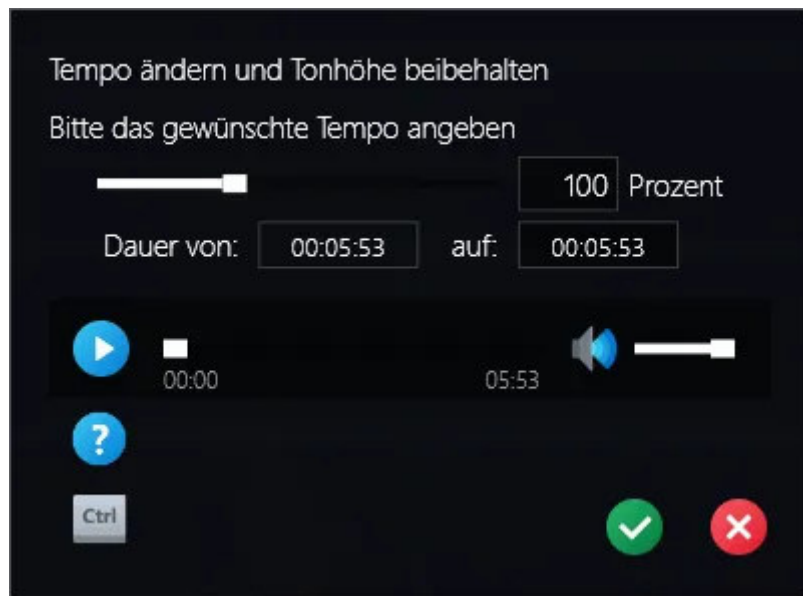 Tempo ändern und Tonhöhe beibehalten
Bitte das gewünschte Tempo angeben
100 Prozent
Dauer von: 00:05:53 auf: 00:05:53
00:00 05:53
?
Ctrl